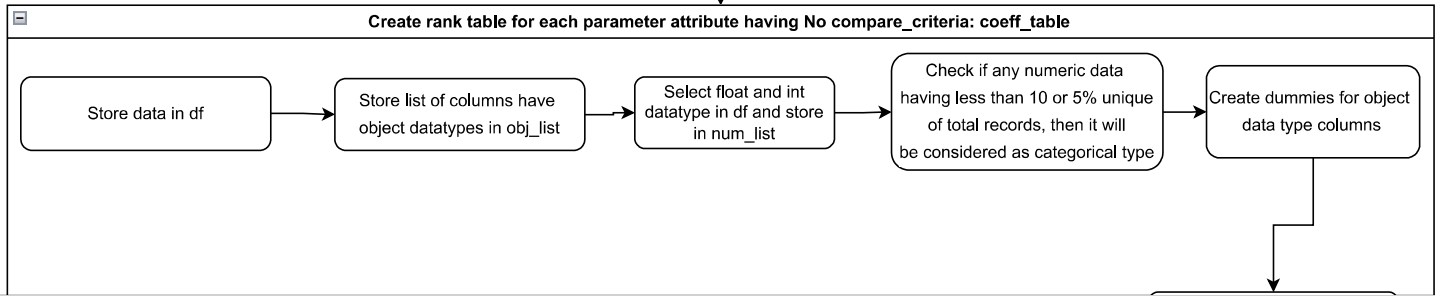 Create rank table for each parameter attribute having No compare_criteria: coeff_table
Store data in df
Store list of columns have
object datatypes in obj_list
Select float and int
datatype in df and store
in num_list
Check if any numeric data
having less than 10 or 5% unique
of total records, then it will
be considered as categorical type
Create dummies for object
data type columns